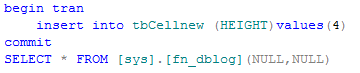 begin tran
insert into tbCellnew (HEIGHT)values(4)
commit
SELECT * FROM [sys].[fn_dblog](NULL,NULL)